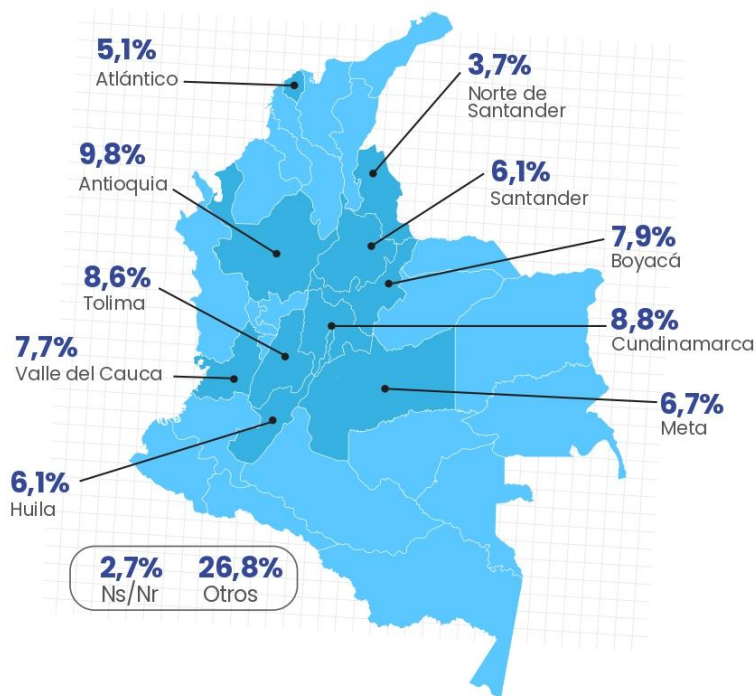 5,1%
Atlántico
3,7%
Norte de
Santander
9,8%
Antioquia
6,1%
Santander
7,9%
Boyacá
8,6%
Tolima
8,8%
Cundinamarca
7,7%
Valle del Cauca
6,7%
Meta
6,1%
Huila
2,7%
Ns/Nr
26,8%
Otros